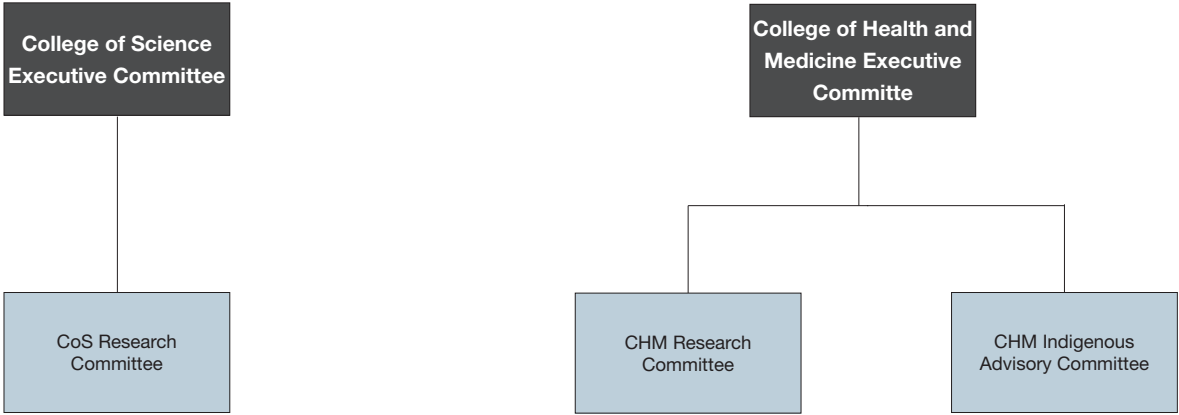 College of Science
Executive Committee
College of Health and
Medicine Executive
Committe
CoS Research
Committee
CHM Research
Committee
CHM Indigenous
Advisory Committee